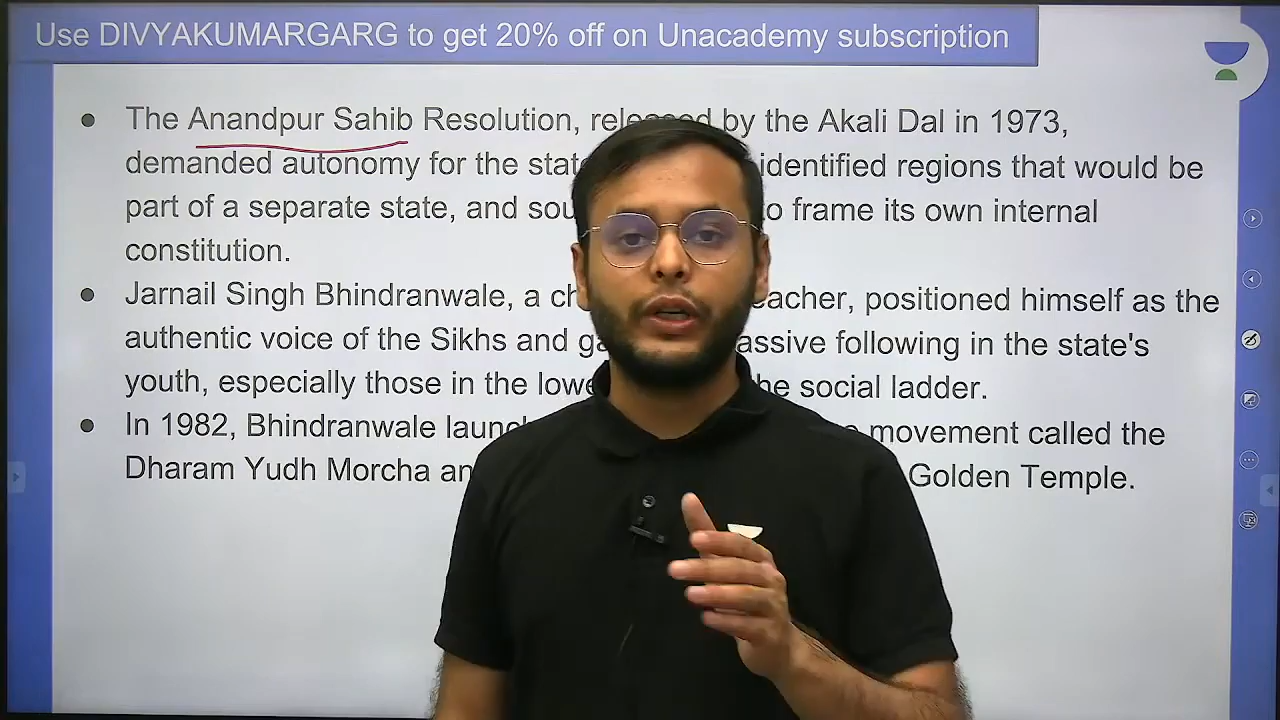 Use DIVYAKUMARGARG to get 20% off on Unacademy subscription
The Anandpur Sahib Resolution, released by the Akali Dal in 1973,
demanded autonomy for the identified regions that would be
part of a separate state, and to frame its own internal
constitution.
Jarnail Singh Bhindranwale, a positioned himself as the
authentic voice of the Sikhs and following in the state's
youth, especially those in the the social ladder.
In 1982, Bhindranwale movement called the
Dharam Yudh Morcha Golden Temple.